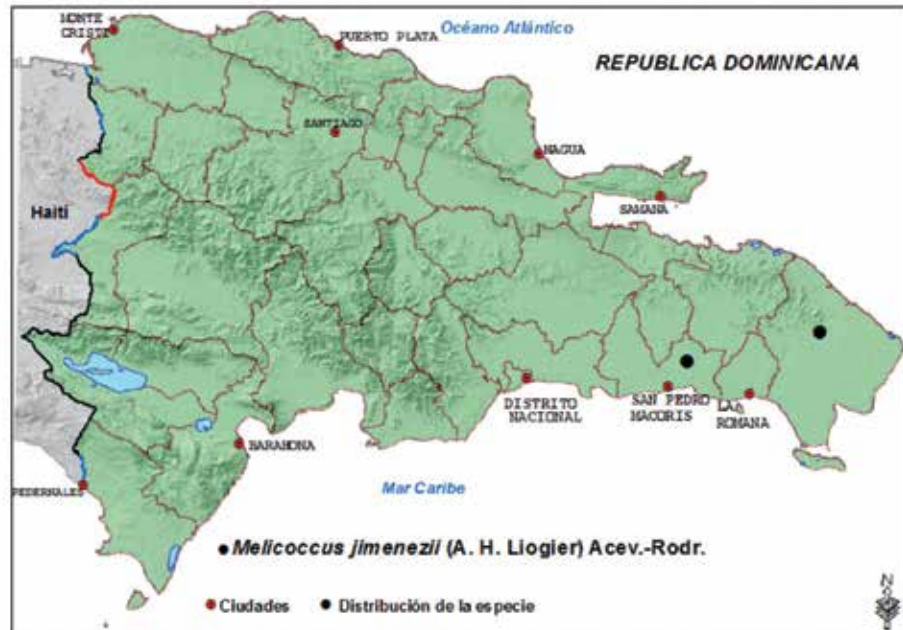 MONTE
CRISTI
PUERTO PLATA
Océano Atlántico
REPUBLICA DOMINICANA
SANTIAGO
NAGUA
Haití
SAMANA
DISTRITO
NACIONAL
SAN PEDRO
MACORIS
LA
ROMANA
BARAHONA
PEDERNALES
Mar Caribe
Melicoccus jimenezii (A. H. Liogier) Acev.-Rodr.
Ciudades
Distribución de la especie
N